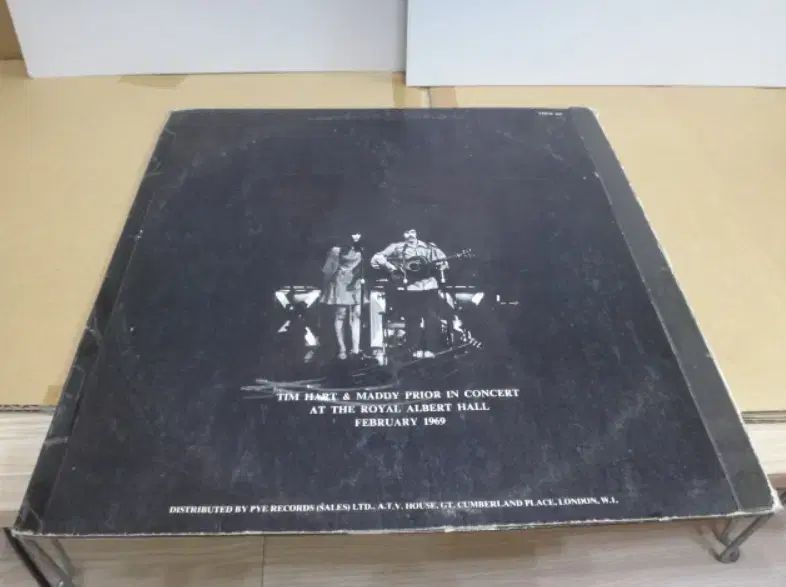 TIM HART & MADDY PRIOR IN CONCERT
AT THE ROYAL ALBERT HALL
FEBRUARY 1969
DISTRIBUTED BY PYE RECORDS (SALES) LTD., A.T.V. HOUSE, GT. CUMBERLAND PLACE, LONDON, W.1.